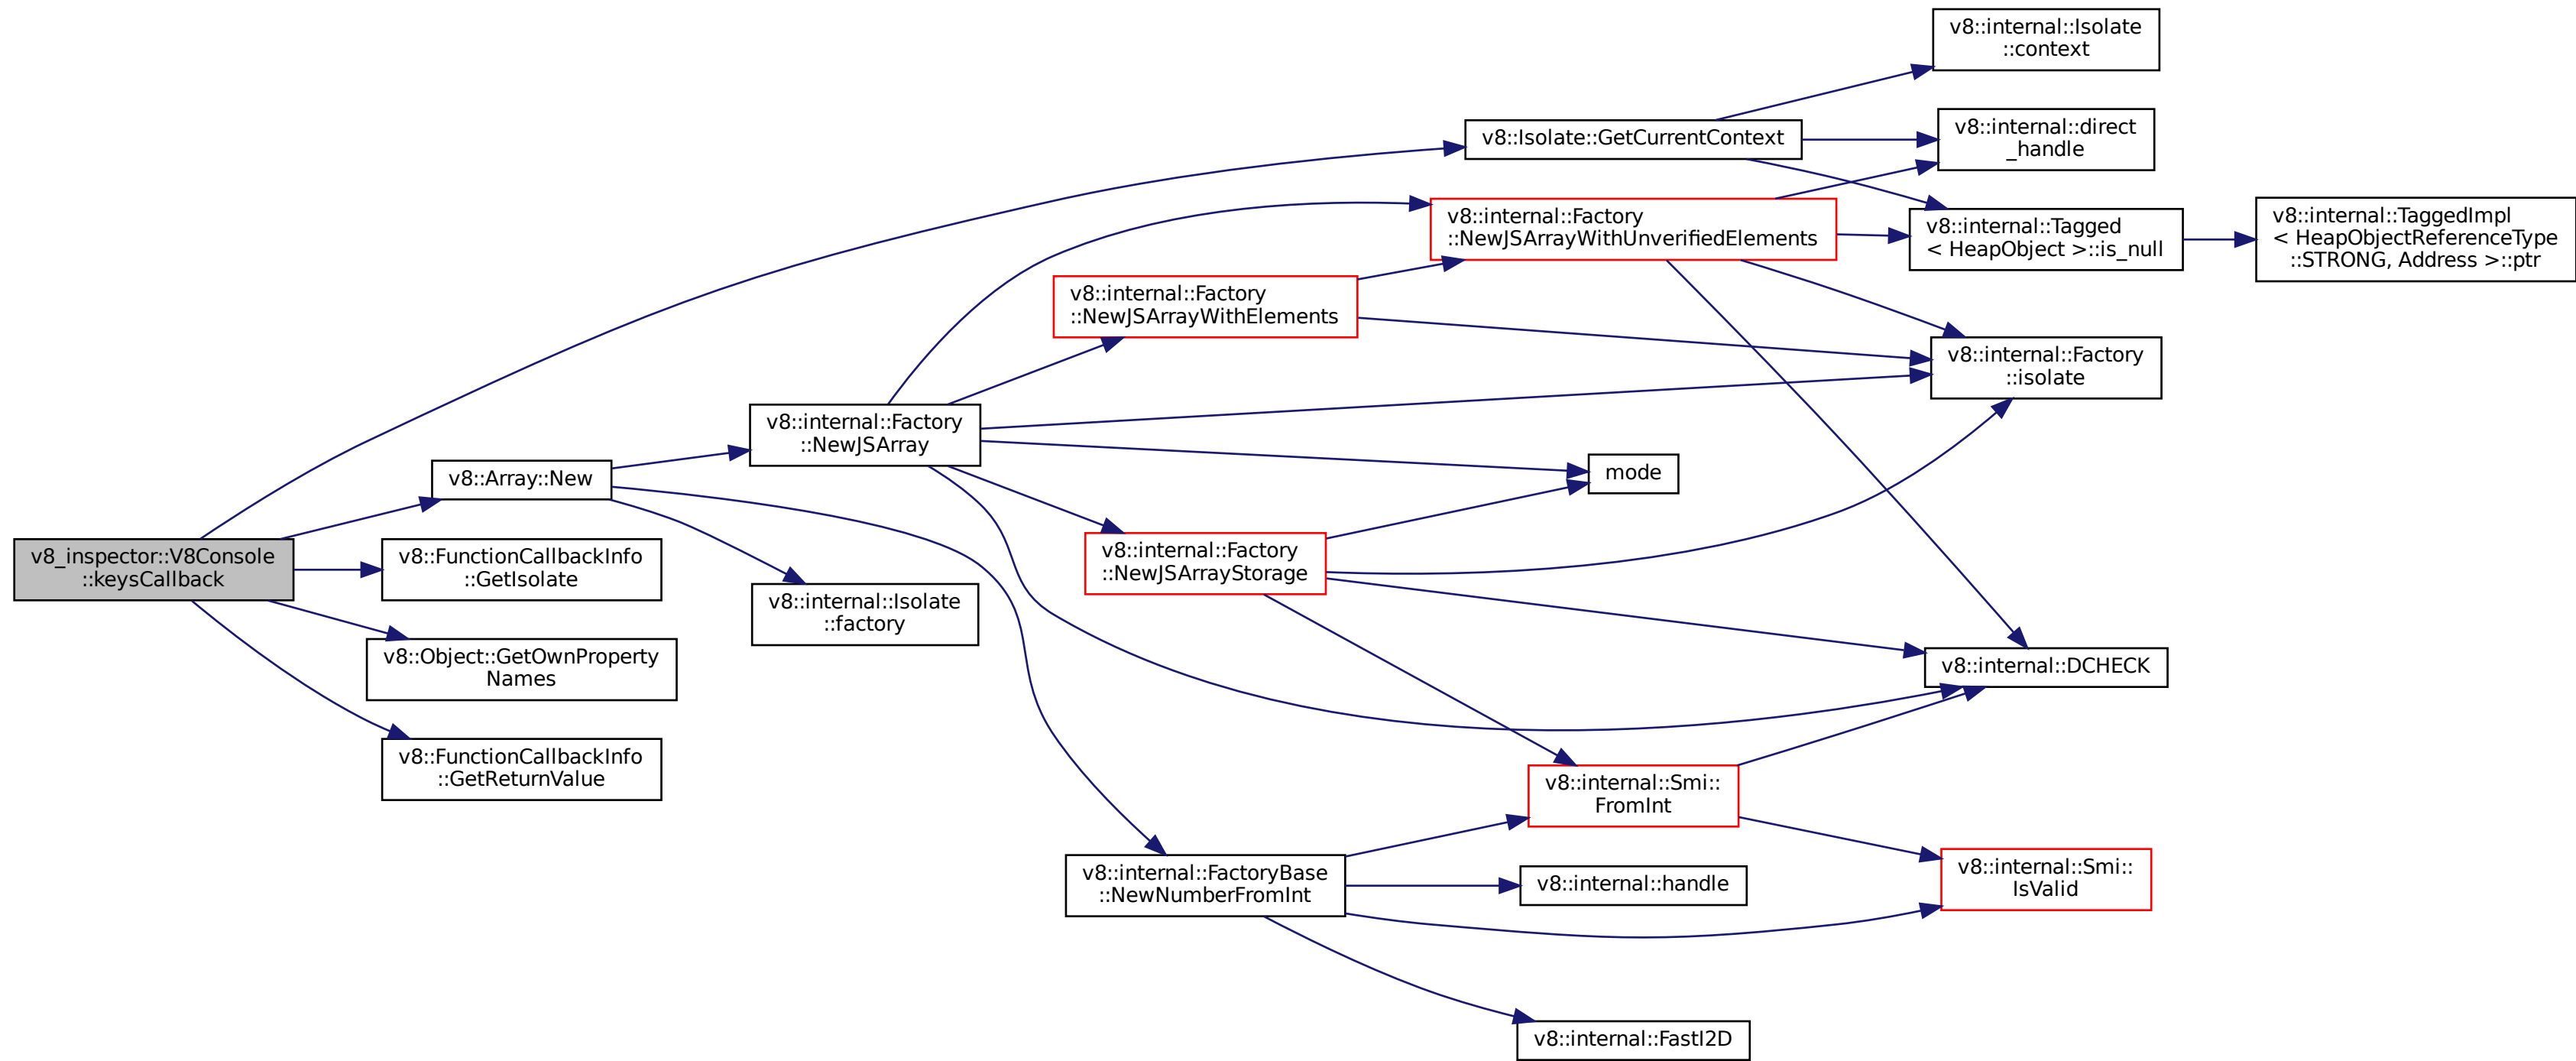 v8_inspector::V8Console
::keysCallback
v8::Array::New
v8::FunctionCallbackInfo
::GetIsolate
v8::Object::GetOwnProperty
Names
v8::FunctionCallbackInfo
::GetReturnValue
v8::internal::Factory
::NewJSArray
v8::internal::Isolate
::factory
v8::internal::Factory
::NewJSArrayWithElements
v8::internal::Factory
::NewJSArrayStorage
v8::internal::FactoryBase
::NewNumberFromInt
v8::Isolate::GetCurrentContext
v8::internal::Factory
::NewJSArrayWithUnverifiedElements
mode
v8::internal::Smi::
FromInt
v8::internal::handle
v8::internal::FastI2D
v8::internal::Isolate
::context
v8::internal::direct
_handle
v8::internal::Tagged
< HeapObject >::is_null
v8::internal::Factory
::isolate
v8::internal::DCHECK
v8::internal::Smi::
IsValid
v8::internal::TaggedImpl
< HeapObjectReferenceType
::STRONG, Address >::ptr